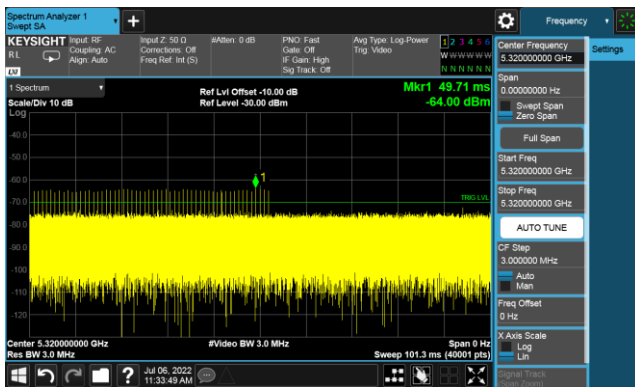 Spectrum Analyzer 1
Swept SA
Frequency
KEYSIGHT
RL
LXI
Input: RF
Coupling: AC
Align: Auto
Input Z: 50 Ω
Corrections: Off
Freq Ref: Int (S)
#Atten: 0 dB
PNO: Fast
Gate: Off
IF Gain: High
Sig Track: Off
Avg Type: Log-Power
Trig: Video
1 2 3 4 5 6
W W W W W W
N N N N N N
1 Spectrum
Scale/Div 10 dB
Log
Ref Lvl Offset -10.00 dB
Ref Level -30.00 dBm
Mkr1 49.71 ms
-64.00 dBm
-40.0
-50.0
-60.0
-70.0
-80.0
-90.0
-100
-110
-120
1
TRIG LVL
Center 5.320000000 GHz
Res BW 3.0 MHz
#Video BW 3.0 MHz
Span 0 Hz
Sweep 101.3 ms (40001 pts)
Jul 06, 2022
11:33:49 AM
Center Frequency
5.320000000 GHz
Settings
Span
0.00000000 Hz
Swept Span
Zero Span
Full Span
Start Freq
5.320000000 GHz
Stop Freq
5.320000000 GHz
AUTO TUNE
CF Step
3.000000 MHz
Auto
Man
Freq Offset
0 Hz
X Axis Scale
Log
Lin
Signal Track
(Span Zoom)